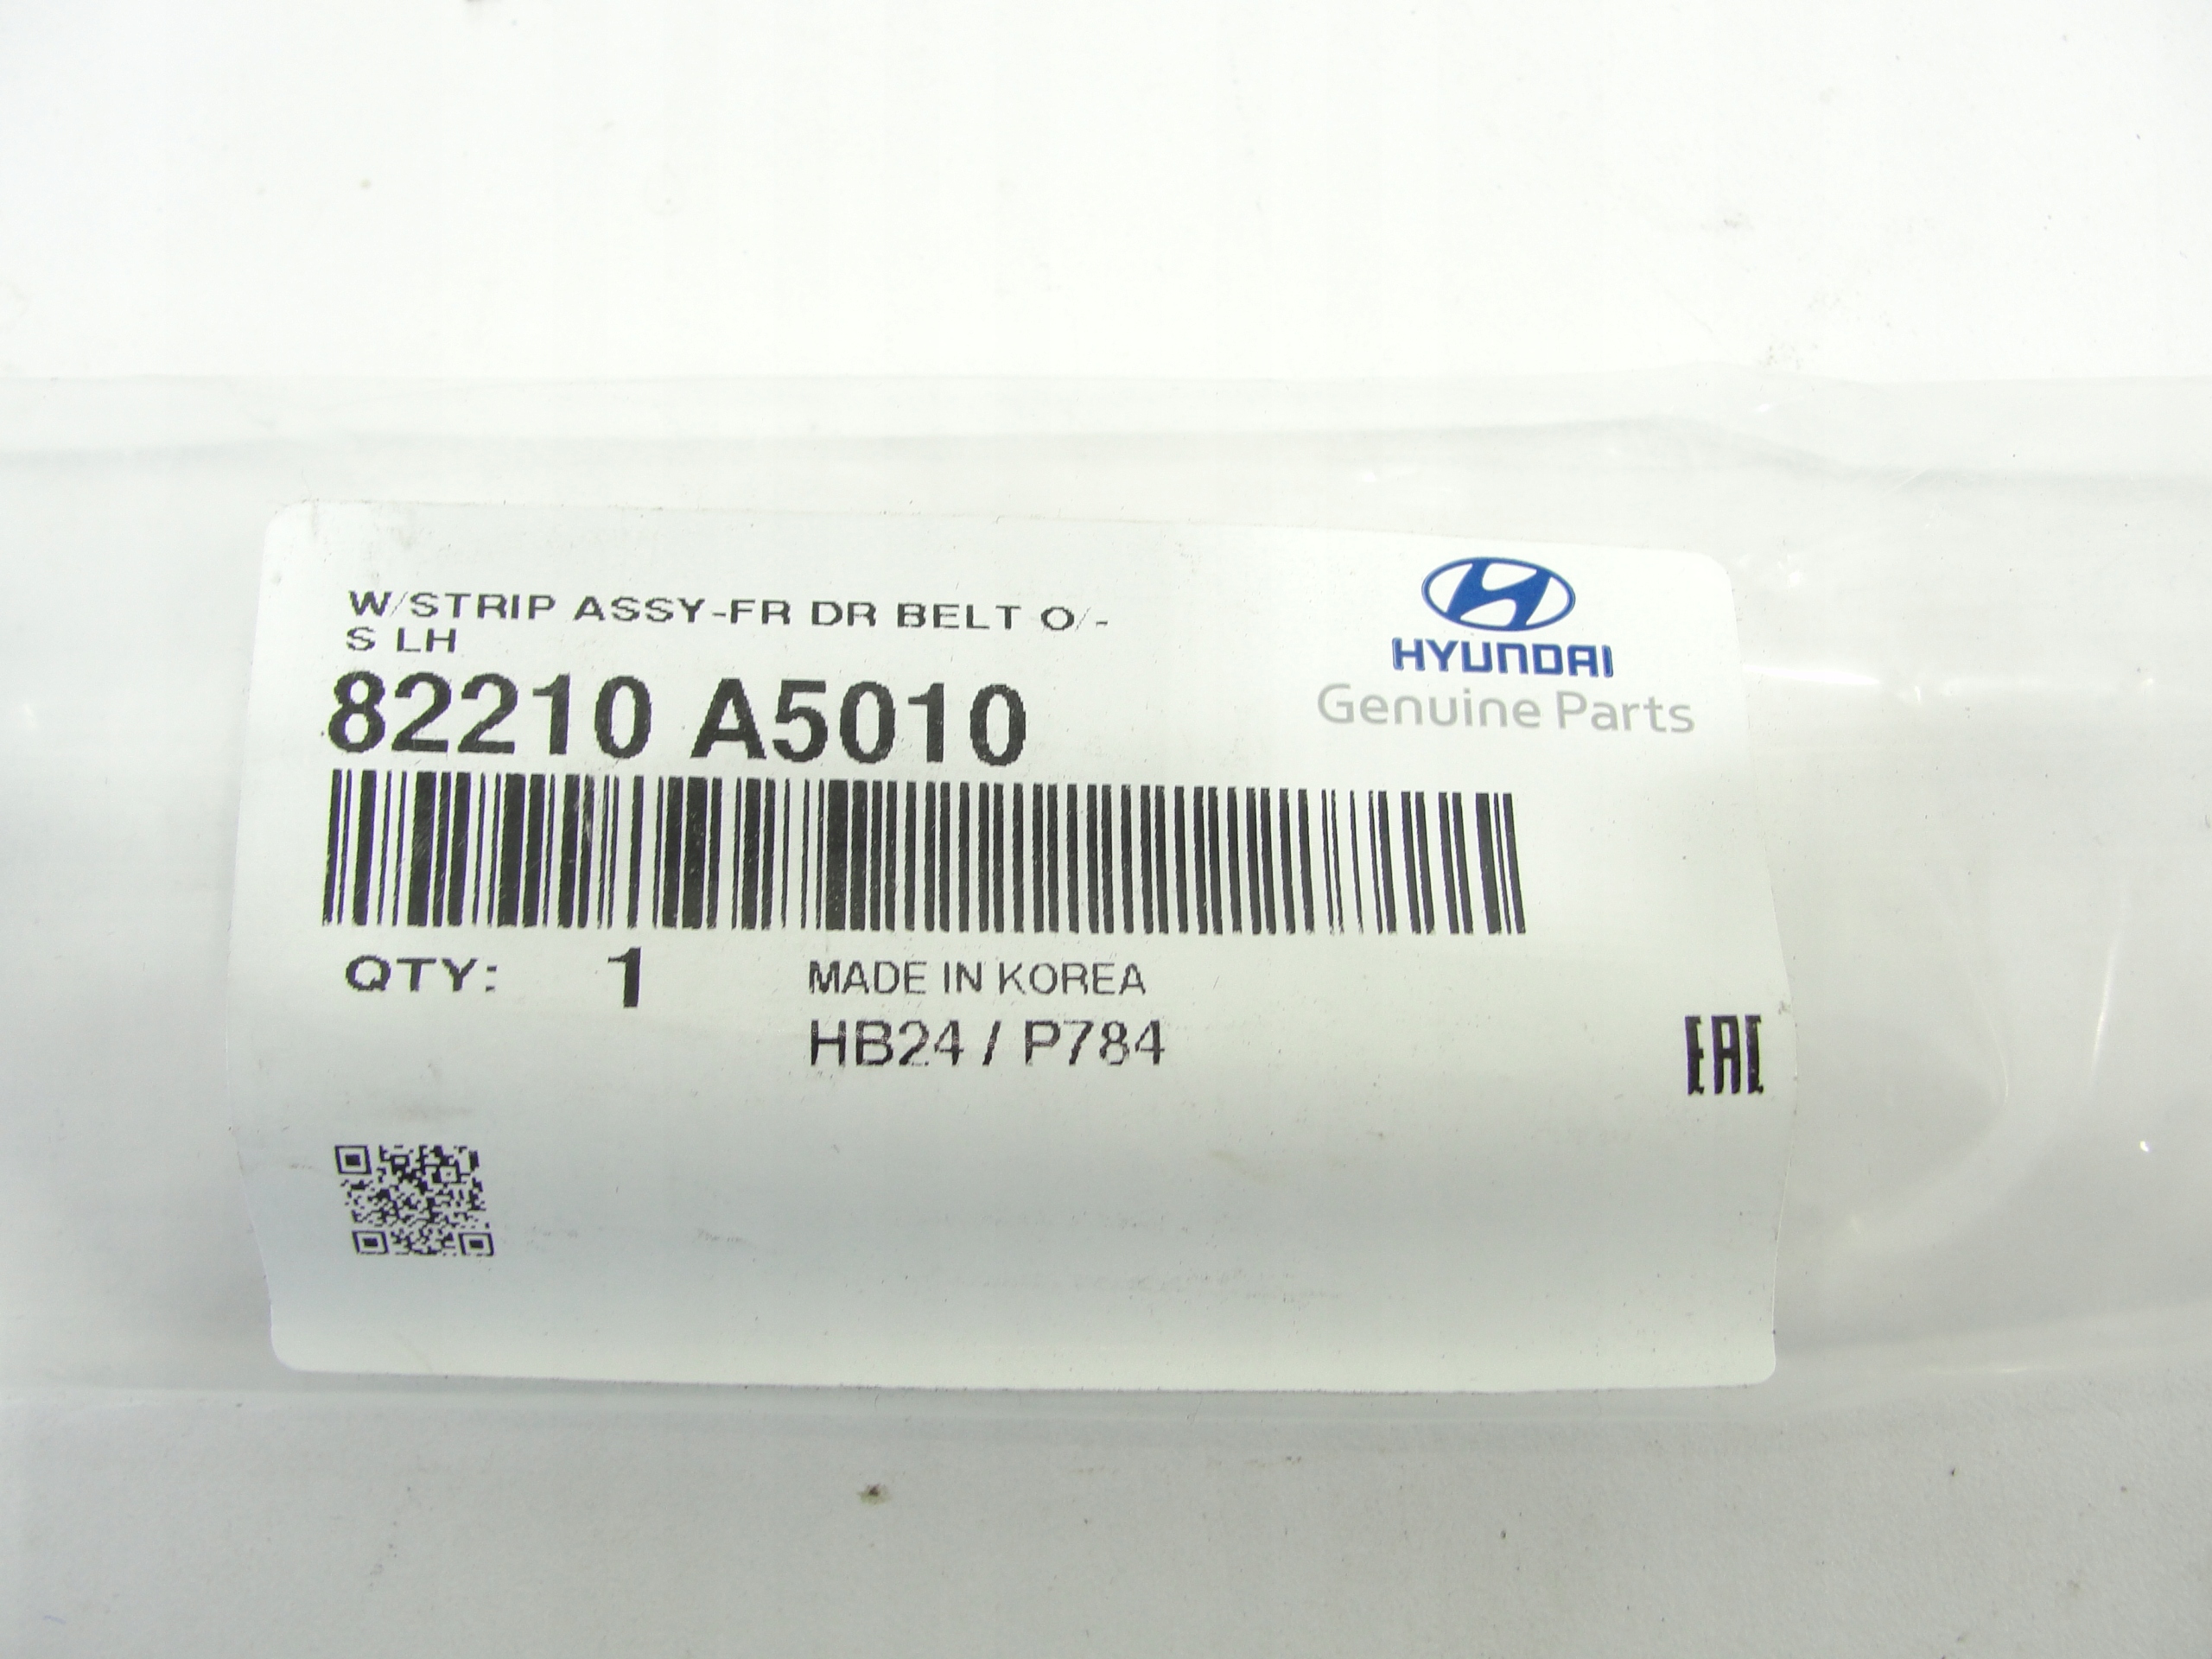 W/STRIP ASSY-FR DR BELT O/-
S LH
82210 A5010
HYUNDAI
Genuine Parts
QTY: 1
MADE IN KOREA
HB24 / P784
EAC